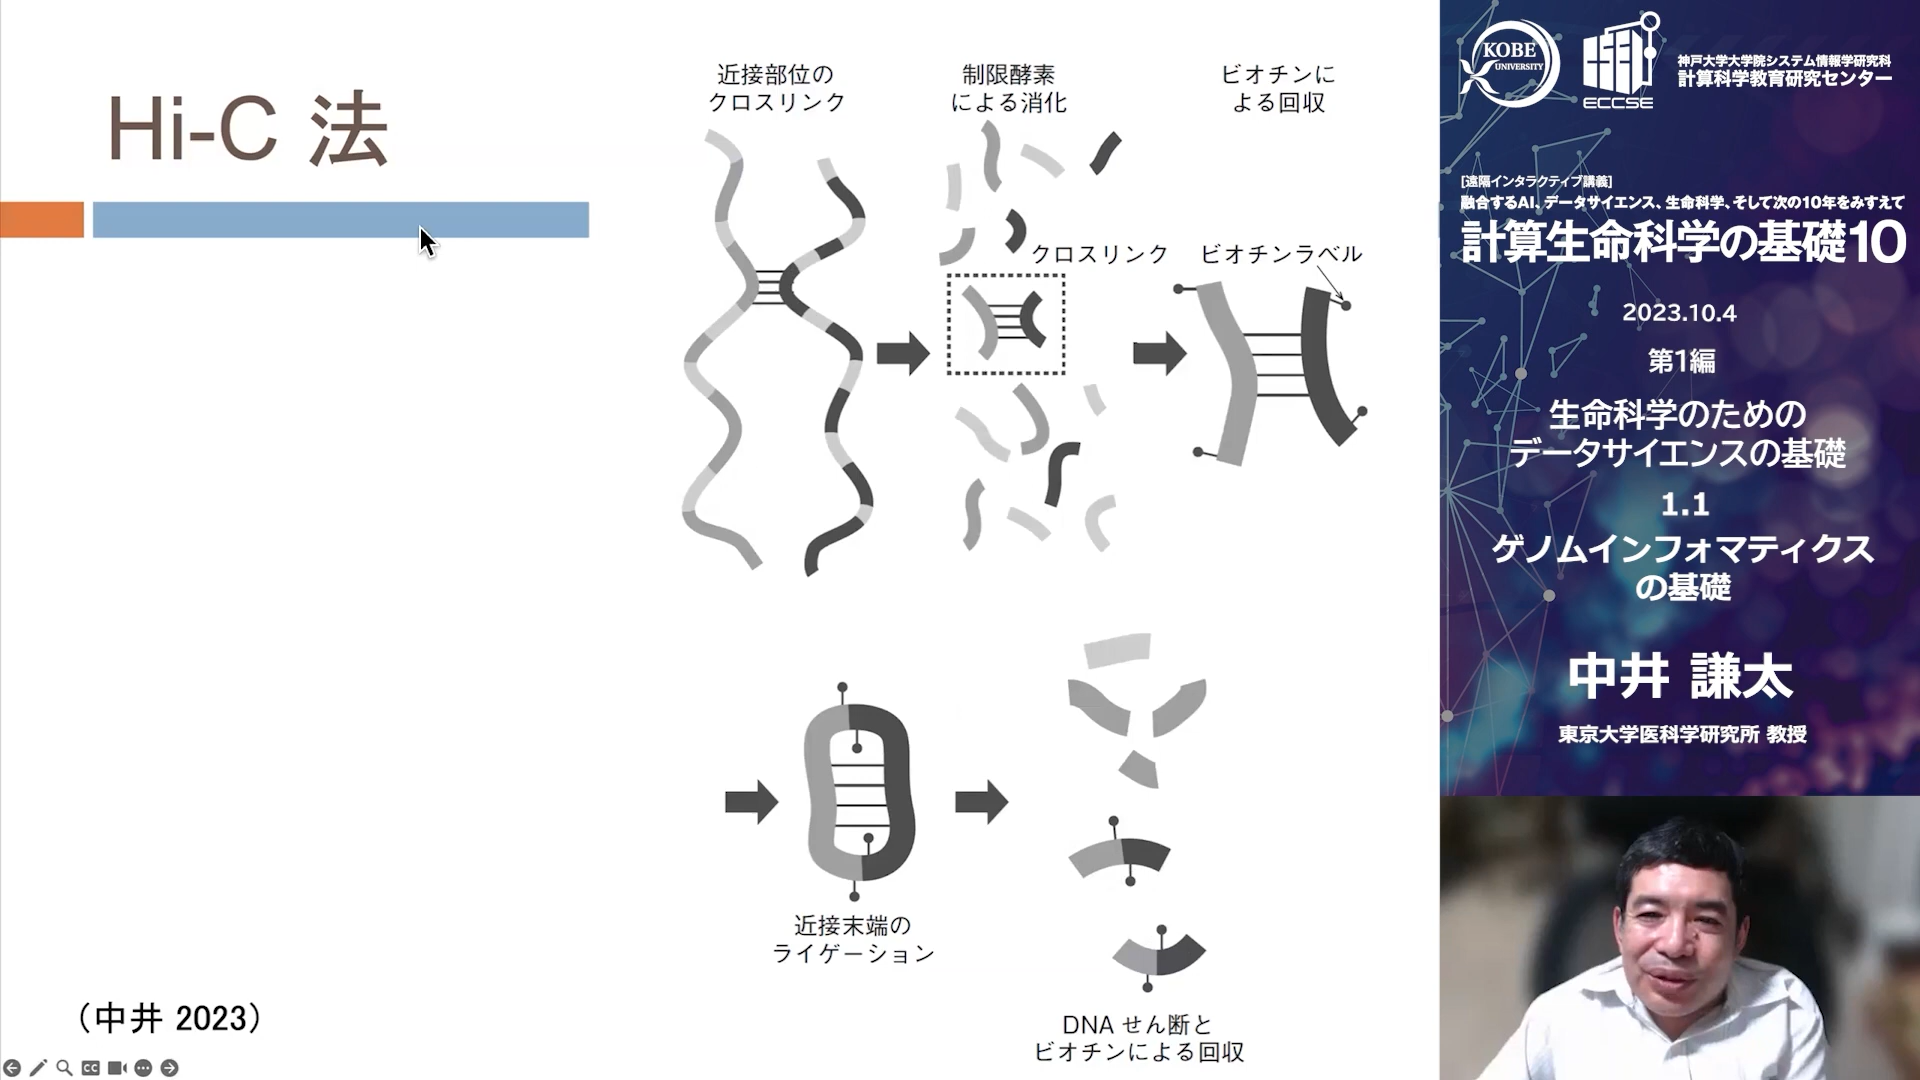 Hi-C 法
近接部位の
クロスリンク
制限酵素
による消化
ビオチンに
よる回収
クロスリンク
ビオチンラベル
近接末端の
ライゲーション
DNA せん断と
ビオチンによる回収
（中井 2023）
CC
KOBE
UNIVERSITY
ECCSE
神戸大学大学院システム情報学研究科
計算科学教育研究センター
[遠隔インタラクティブ講義]
融合するAI、データサイエンス、生命科学、そして次の10年をみすえて
計算生命科学の基礎10
2023.10.4
第1編
生命科学のための
データサイエンスの基礎
1.1
ゲノムインフォマティクス
の基礎
中井 謙太
東京大学医科学研究所 教授